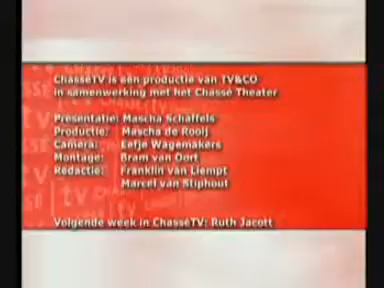 ChasséTV is een productie van TV&CO
in samenwerking met het Chassé Theater
Presentatie: Mascha Schaffels
Productie: Mascha de Rooij
Camera: Eefje Wagemakers
Montage: Bram van Oort
Redactie: Franklin van Liempt
Marcel van Stiphout
Volgende week in ChasséTV: Ruth Jacott